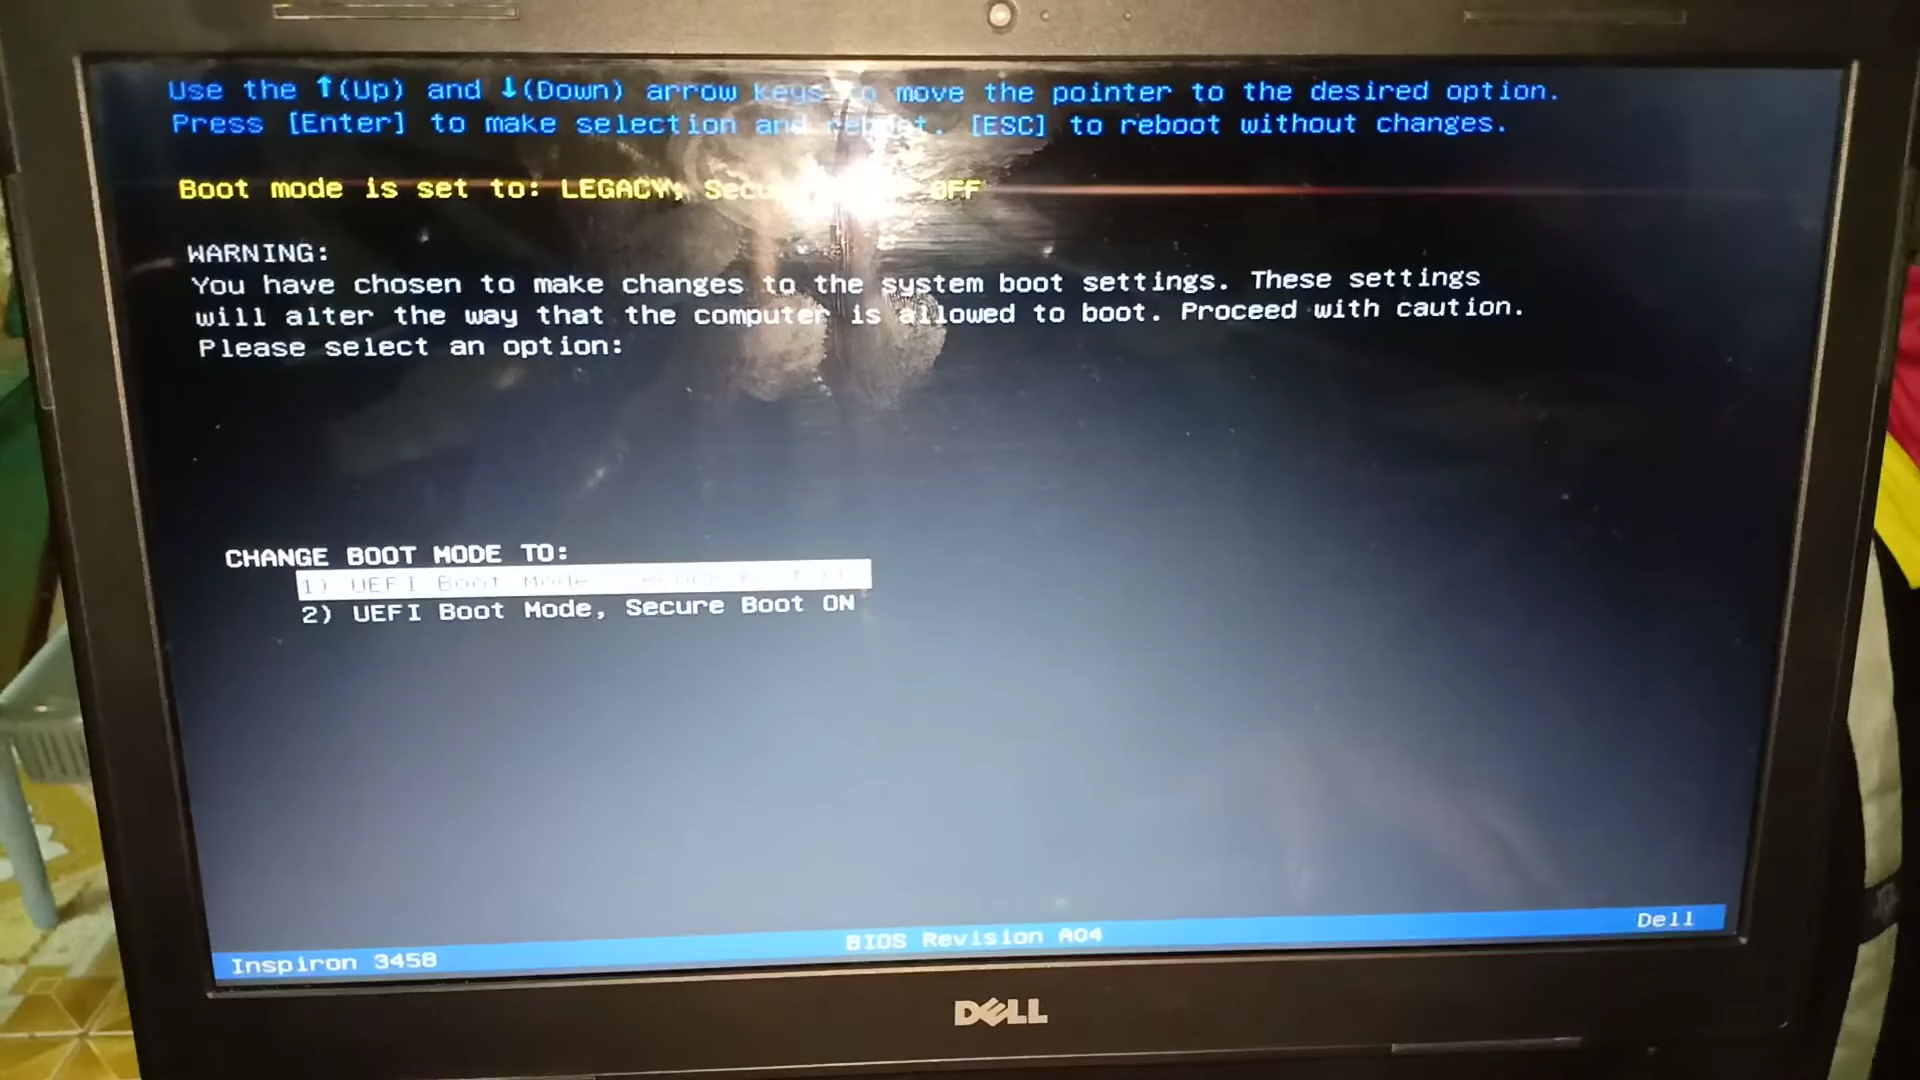 Use the ↑(Up) and ↓(Down) arrow keys to move the pointer to the desired option.
Press [Enter] to make selection and reboot. [ESC] to reboot without changes.
Boot mode is set to: LEGACY; OFF
WARNING:
You have chosen to make changes to the system boot settings. These settings
will alter the way that the computer is allowed to boot. Proceed with caution.
Please select an option:
CHANGE BOOT MODE TO:
1) UEFI Boot Mode
2) UEFI Boot Mode, Secure Boot ON
Inspiron 3458
BIOS Revision A04
Dell
DELL